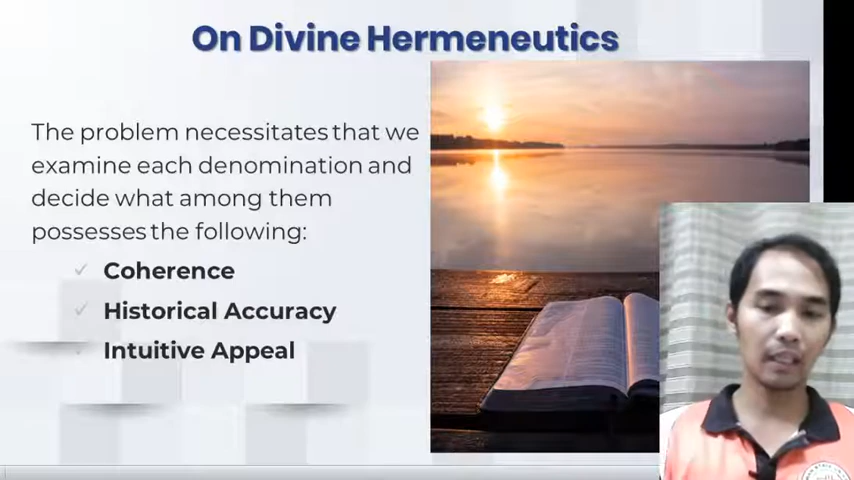 On Divine Hermeneutics
The problem necessitates that we
examine each denomination and
decide what among them
possesses the following:
Coherence
Historical Accuracy
Intuitive Appeal